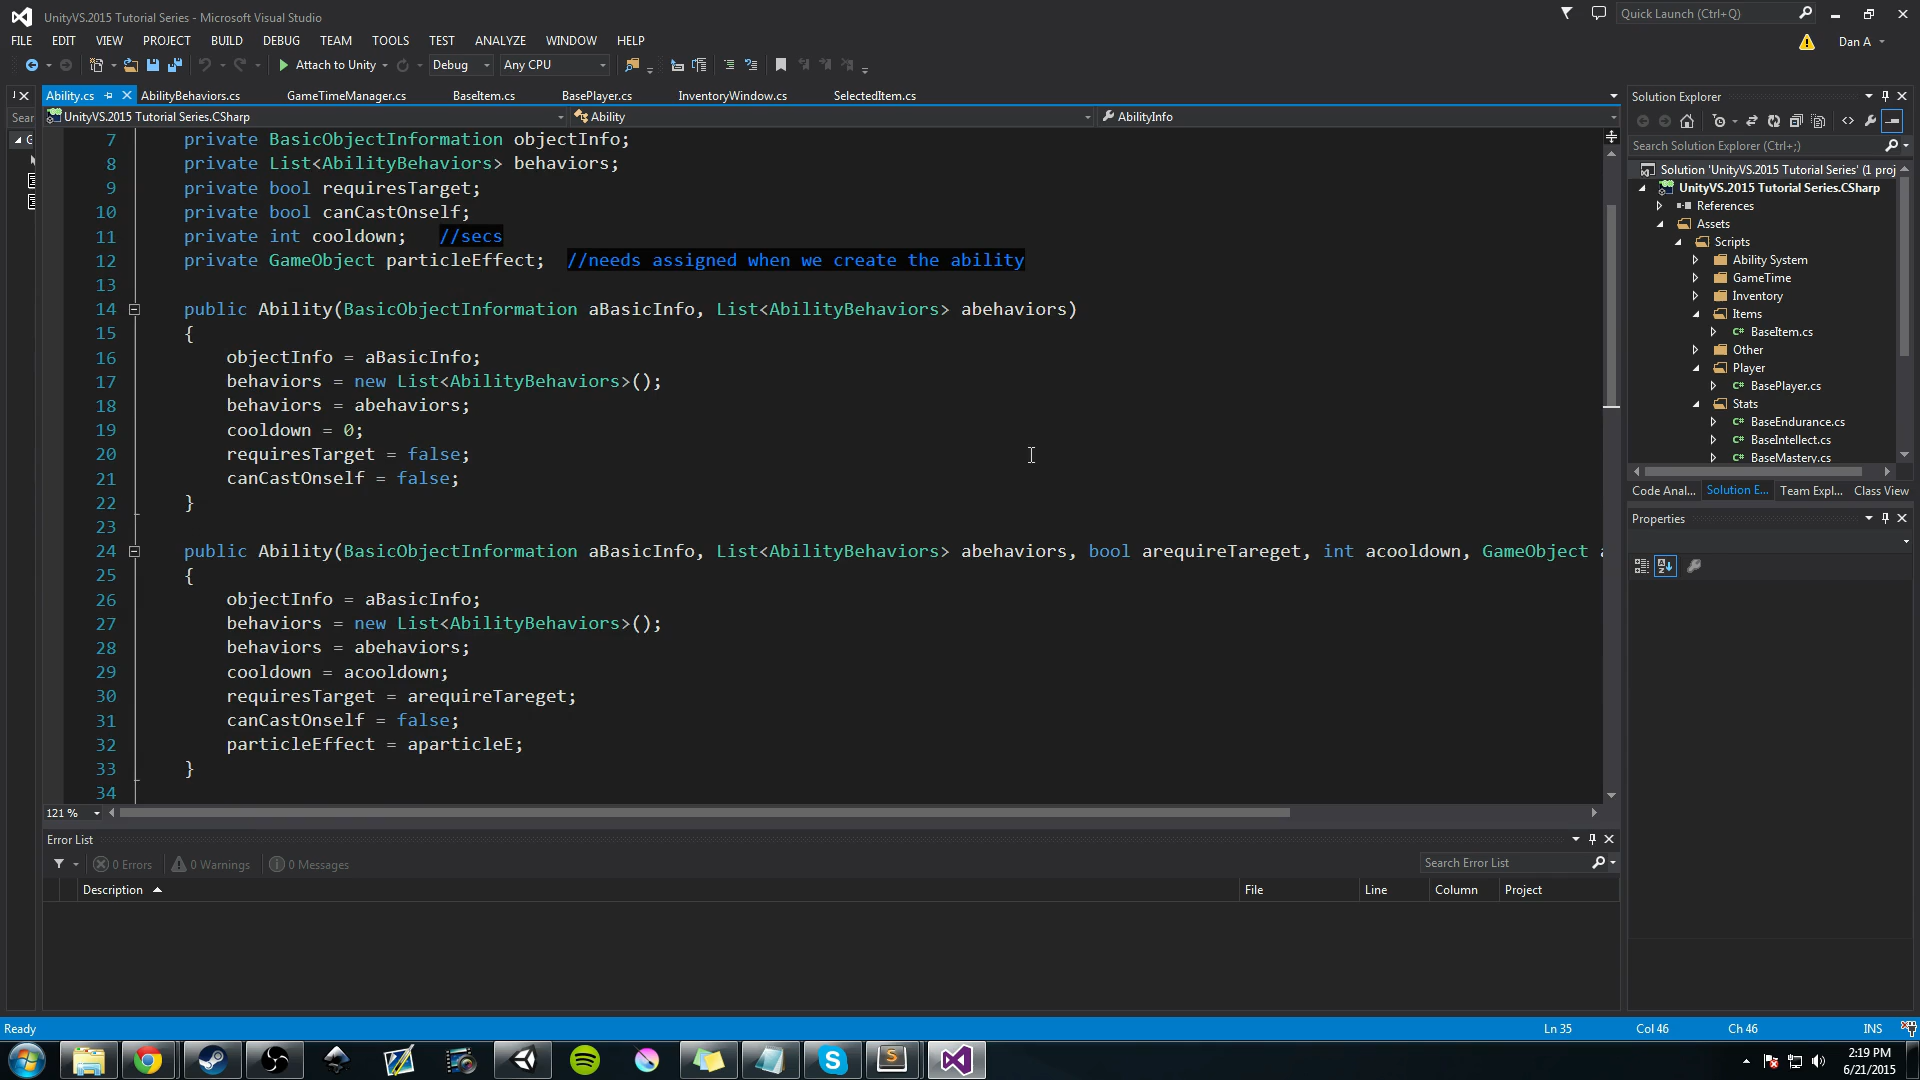 UnityVS.2015 Tutorial Series - Microsoft Visual Studio
Quick Launch (Ctrl+Q)
FILE EDIT VIEW PROJECT BUILD DEBUG TEAM TOOLS TEST ANALYZE WINDOW HELP
Dan A
Attach to Unity Debug Any CPU
Ability.cs AbilityBehaviors.cs GameTimeManager.cs BaseItem.cs BasePlayer.cs InventoryWindow.cs SelectedItem.cs
UnityVS.2015 Tutorial Series.CSharp Ability AbilityInfo
Sear
7 private BasicObjectInformation objectInfo;
8 private List<AbilityBehaviors> behaviors;
9 private bool requiresTarget;
10 private bool canCastOnself;
11 private int cooldown; //secs
12 private GameObject particleEffect; //needs assigned when we create the ability
13
14 public Ability(BasicObjectInformation aBasicInfo, List<AbilityBehaviors> abehaviors)
15 {
16 objectInfo = aBasicInfo;
17 behaviors = new List<AbilityBehaviors>();
18 behaviors = abehaviors;
19 cooldown = 0;
20 requiresTarget = false;
21 canCastOnself = false;
22 }
23
24 public Ability(BasicObjectInformation aBasicInfo, List<AbilityBehaviors> abehaviors, bool arequireTareget, int acooldown, GameObject
25 {
26 objectInfo = aBasicInfo;
27 behaviors = new List<AbilityBehaviors>();
28 behaviors = abehaviors;
29 cooldown = acooldown;
30 requiresTarget = arequireTareget;
31 canCastOnself = false;
32 particleEffect = aparticleE;
33 }
34
121 %
Error List
0 Errors 0 Warnings 0 Messages
Search Error List
Description File Line Column Project
Solution Explorer
Search Solution Explorer (Ctrl+;)
Solution 'UnityVS.2015 Tutorial Series' (1 proj
UnityVS.2015 Tutorial Series.CSharp
References
Assets
Scripts
Ability System
GameTime
Inventory
Items
C# BaseItem.cs
Other
Player
C# BasePlayer.cs
Stats
C# BaseEndurance.cs
C# BaseIntellect.cs
C# BaseMastery.cs
Code Anal... Solution E... Team Expl... Class View
Properties
Ready Ln 35 Col 46 Ch 46 INS
2:19 PM
6/21/2015